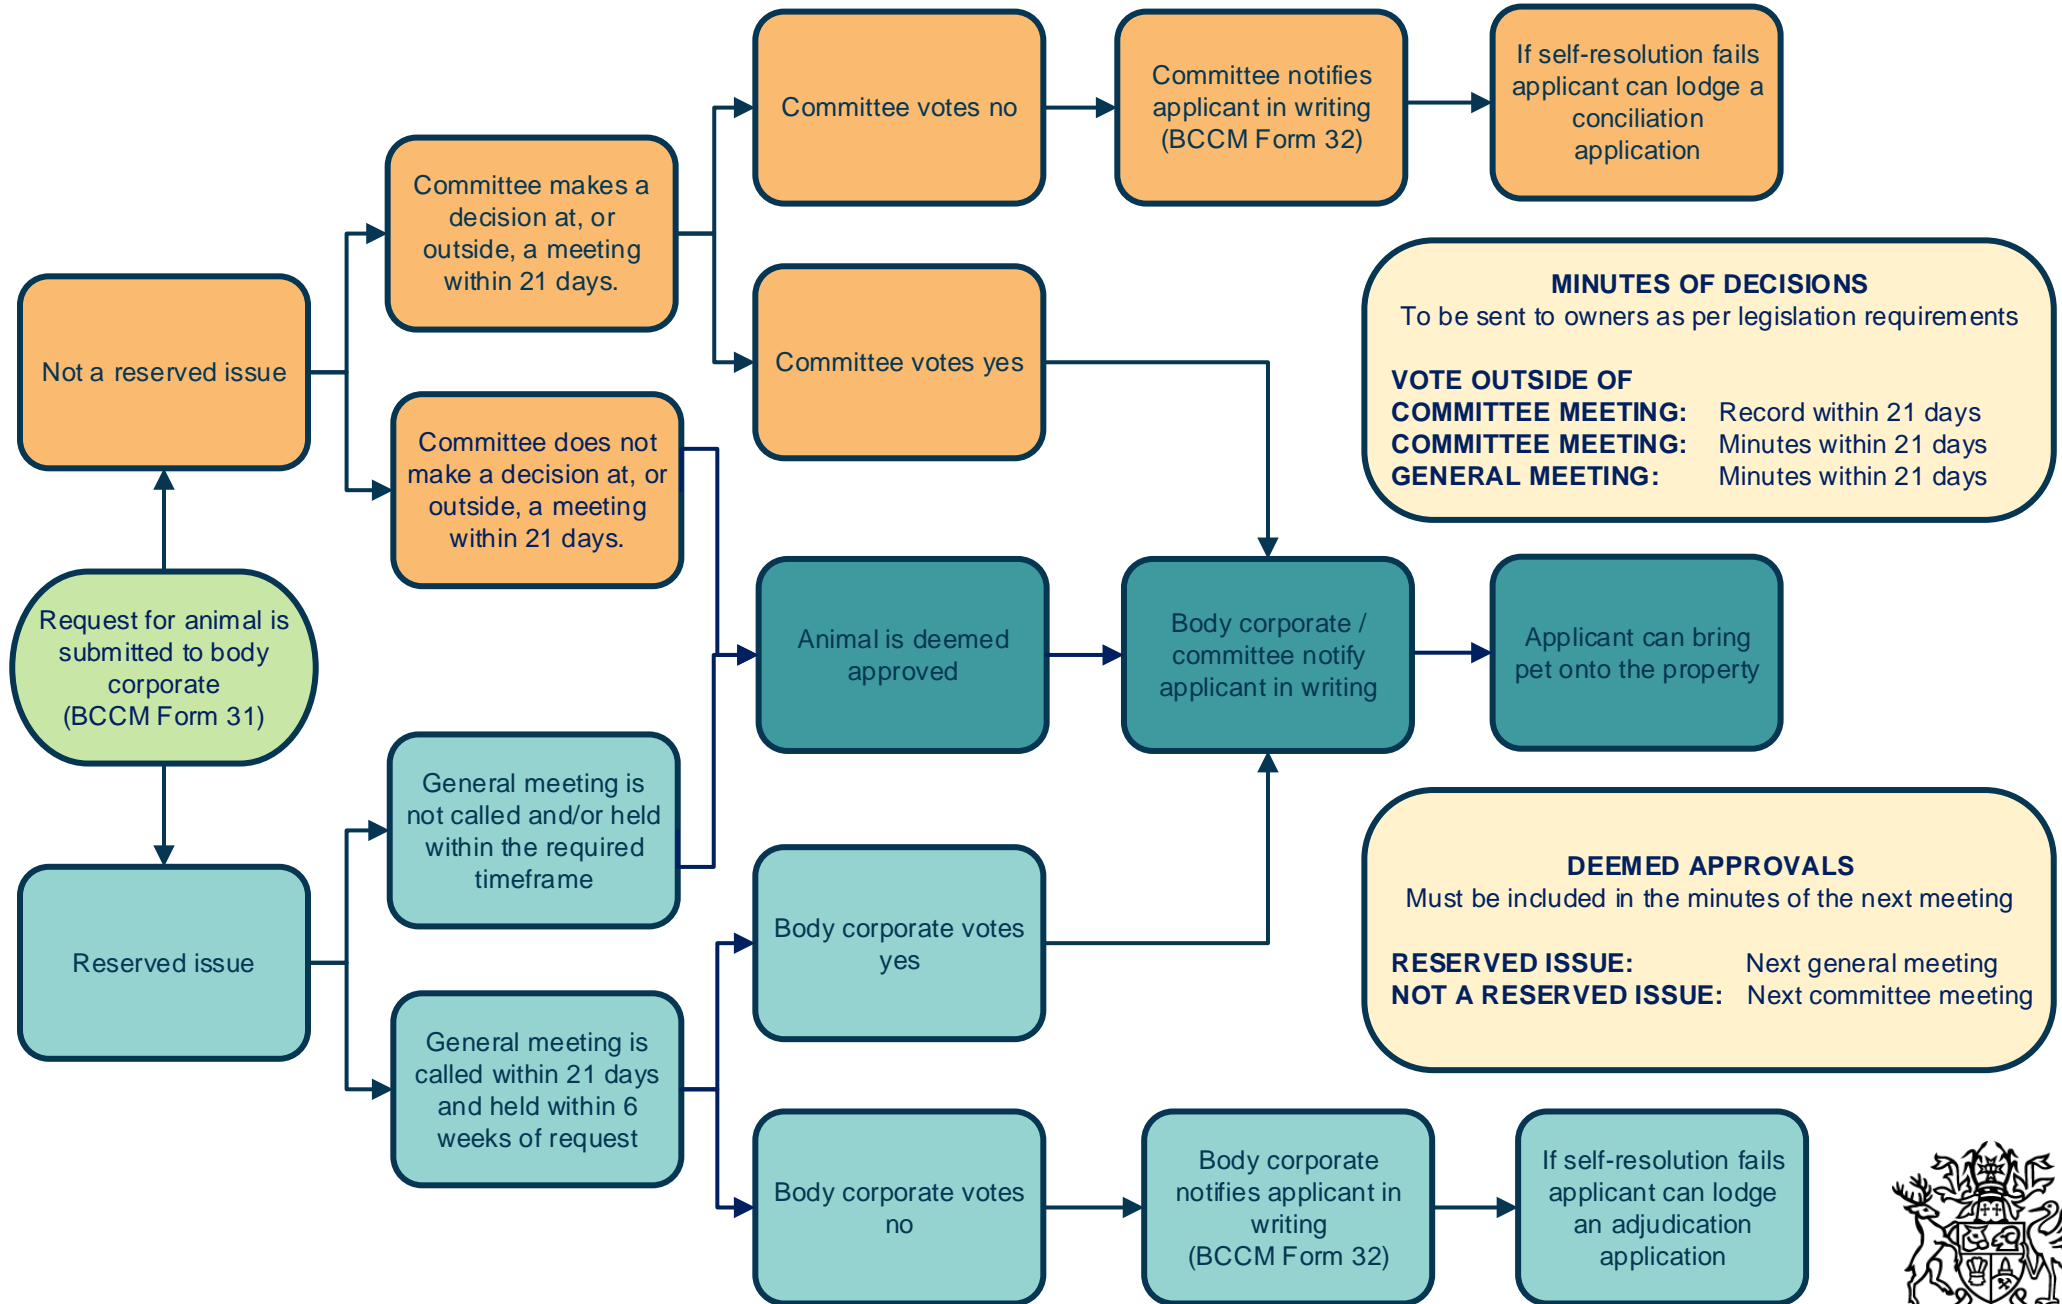 Committee votes no
Committee notifies
applicant in writing
(BCCM Form 32)
If self-resolution fails
applicant can lodge a
conciliation
application
Committee makes a
decision at, or
outside, a meeting
within 21 days.
Committee votes yes
Not a reserved issue
Committee does not
make a decision at, or
outside, a meeting
within 21 days.
MINUTES OF DECISIONS
To be sent to owners as per legislation requirements
VOTE OUTSIDE OF
COMMITTEE MEETING: Record within 21 days
COMMITTEE MEETING: Minutes within 21 days
GENERAL MEETING: Minutes within 21 days
Request for animal is
submitted to body
corporate
(BCCM Form 31)
Animal is deemed
approved
Body corporate /
committee notify
applicant in writing
Applicant can bring
pet onto the property
General meeting is
not called and/or held
within the required
timeframe
Reserved issue
Body corporate votes
yes
DEEMED APPROVALS
Must be included in the minutes of the next meeting
RESERVED ISSUE: Next general meeting
NOT A RESERVED ISSUE: Next committee meeting
General meeting is
called within 21 days
and held within 6
weeks of request
Body corporate votes
no
Body corporate
notifies applicant in
writing
(BCCM Form 32)
If self-resolution fails
applicant can lodge
an adjudication
application